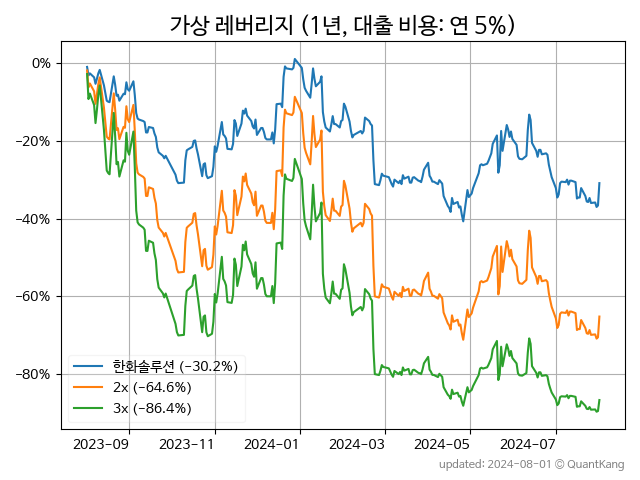 가상 레버리지 (1년, 대출 비용: 연 5%)
0%
−20%
−40%
−60%
−80%
한화솔루션 (−30.2%)
2x (−64.6%)
3x (−86.4%)
2023-09 2023-11 2024-01 2024-03 2024-05 2024-07
updated: 2024-08-01 © QuantKang